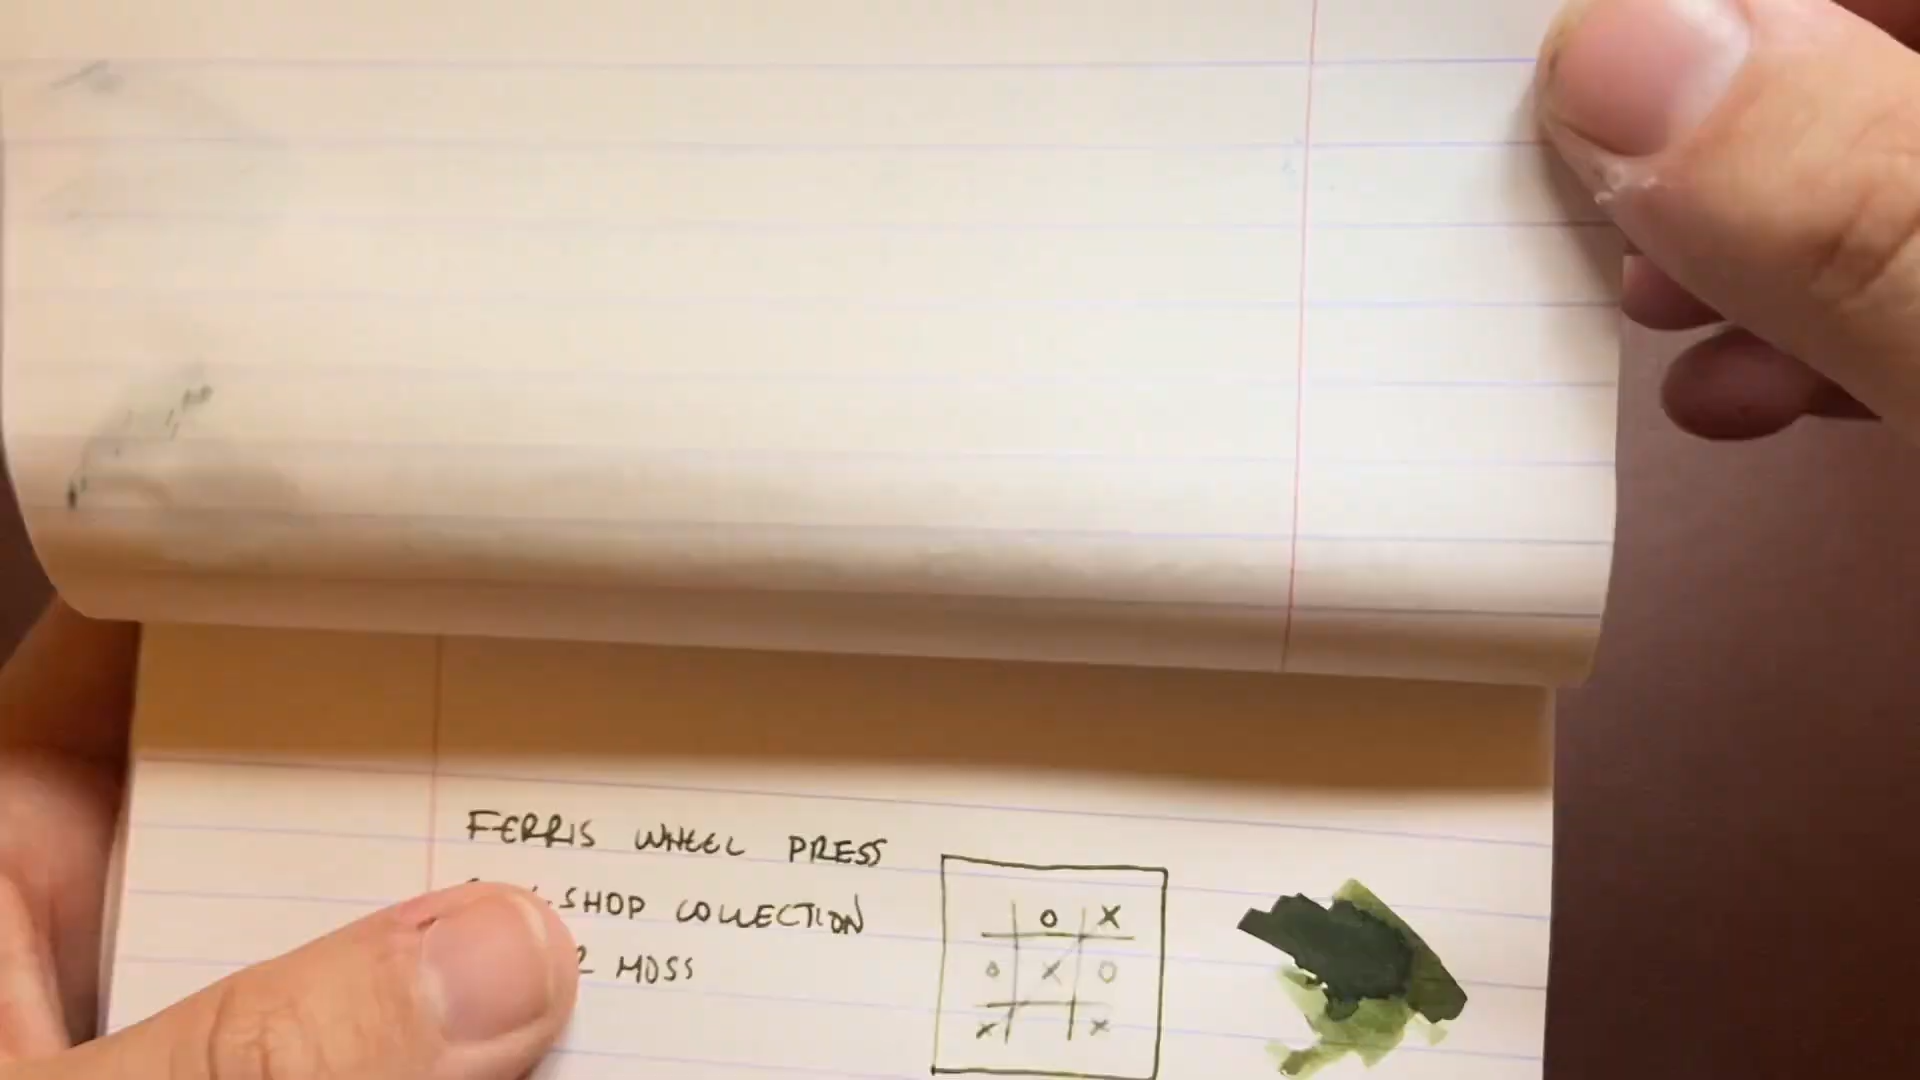 FERRIS WHEEL PRESS
SHOP COLLECTION
MOSS
O X
O X O
X X